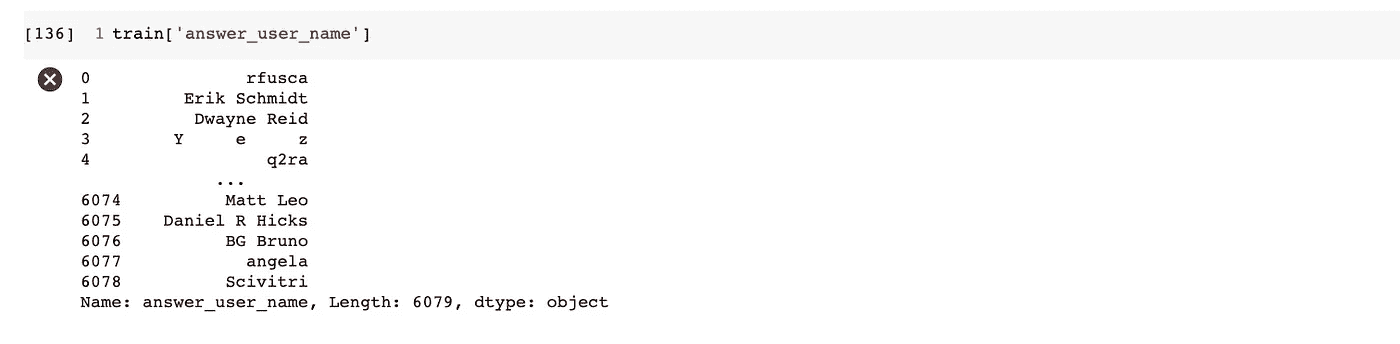 [136] 1 train['answer_user_name']
0 rfusca
1 Erik Schmidt
2 Dwayne Reid
3 Y e z
4 q2ra
...
6074 Matt Leo
6075 Daniel R Hicks
6076 BG Bruno
6077 angela
6078 Scivitri
Name: answer_user_name, Length: 6079, dtype: object